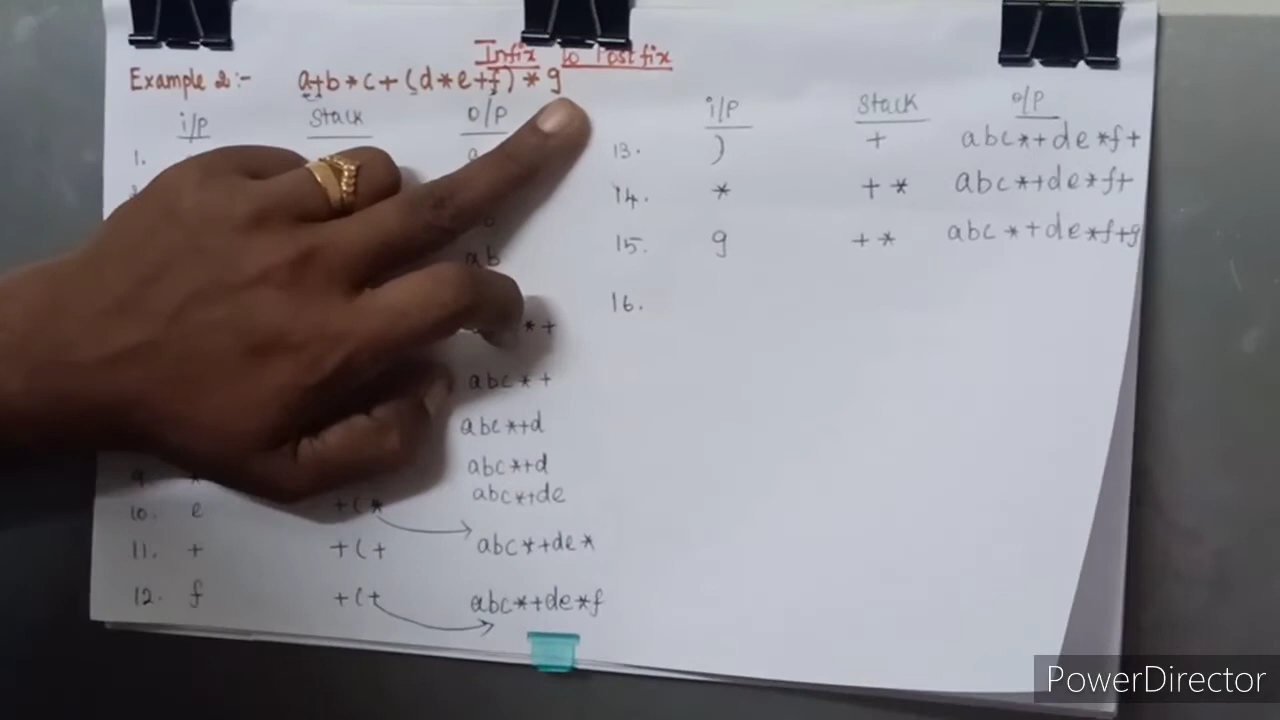 Infix to Postfix
Example 2:- a+b*c+(d*e+f)*g
i/p Stack o/p
1. a
ab
*+
abc*+
abc*+d
9. * abc*+d
10. e +(* abc*+de
11. + +(+ abc*+de*
12. f +(+ abc*+de*f
i/p Stack o/p
13. ) + abc*+de*f+
14. * +* abc*+de*f+
15. g +* abc*+de*f+g
16.
PowerDirector